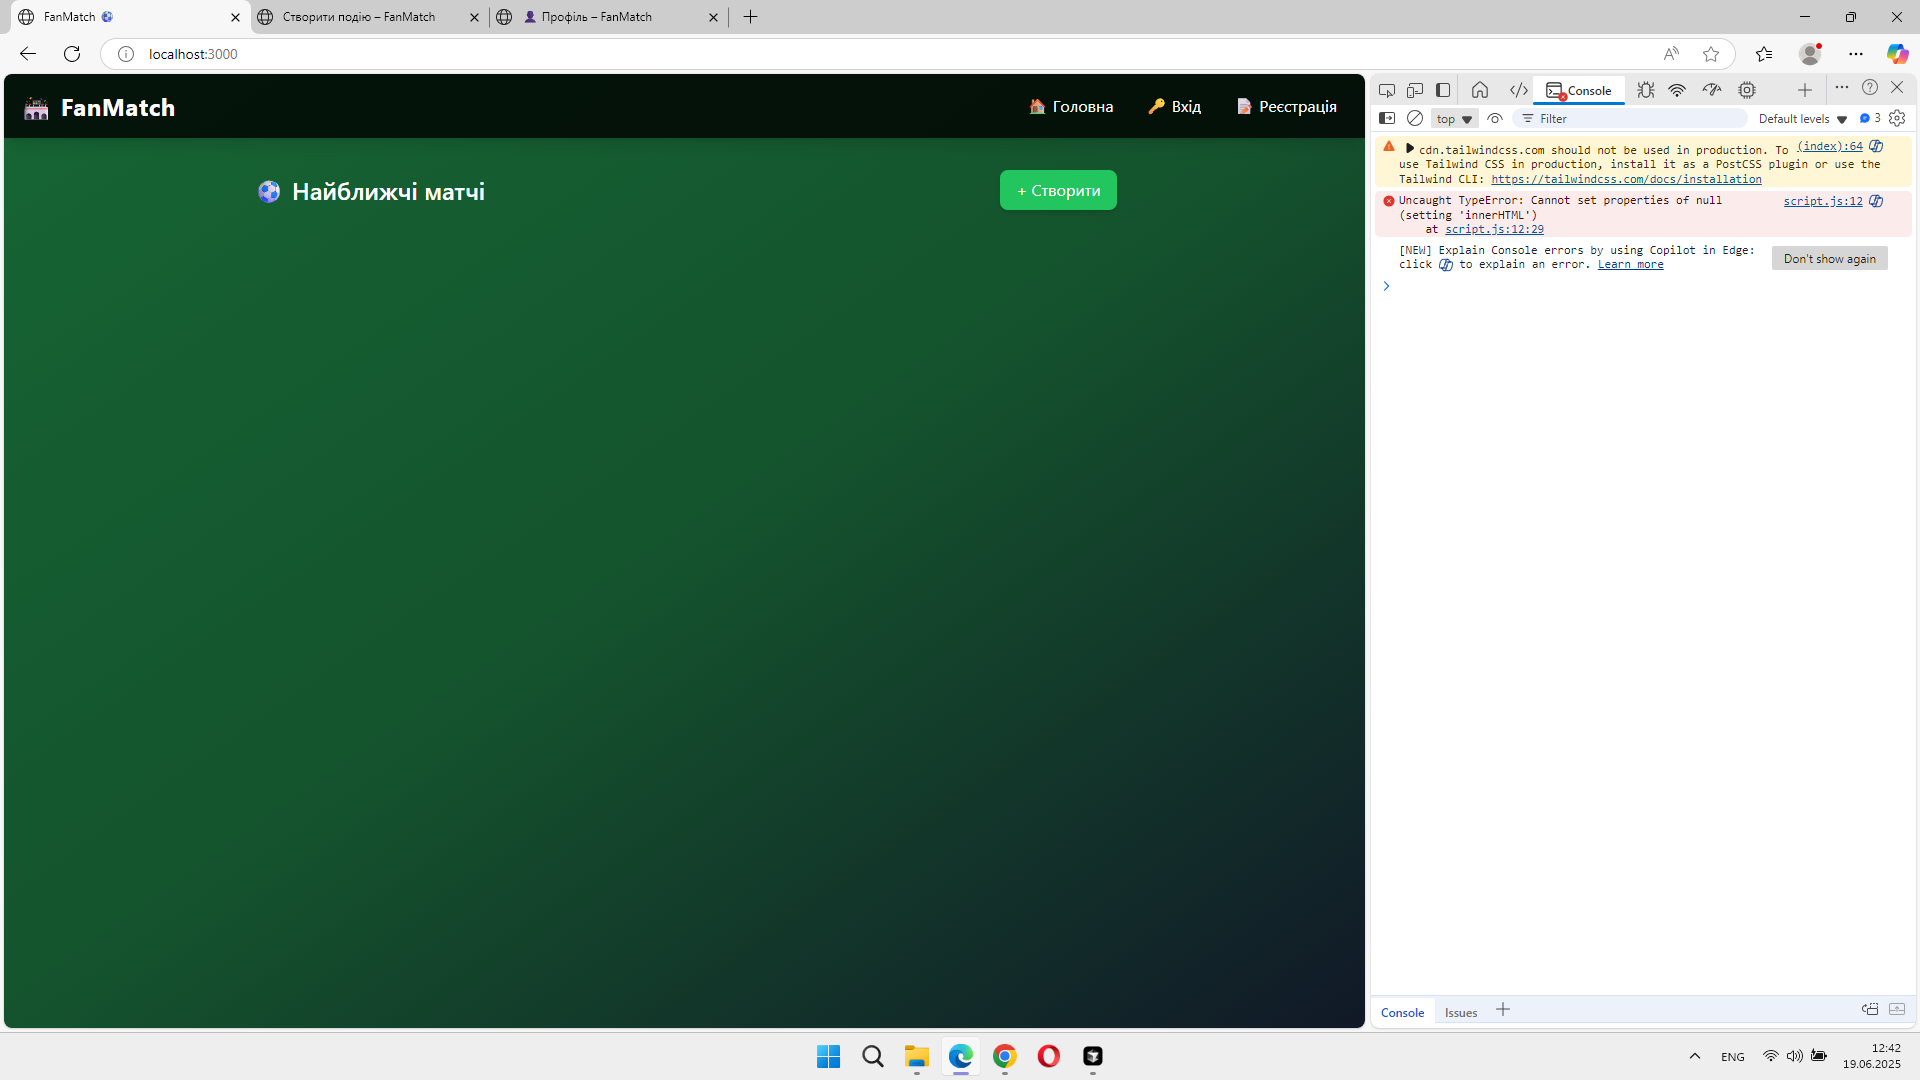 FanMatch
Створити подію – FanMatch
Профіль – FanMatch
localhost:3000
FanMatch
Головна
Вхід
Реєстрація
Найближчі матчі
+ Створити
Console
top
Filter
Default levels
3
cdn.tailwindcss.com should not be used in production. To
(index):64
use Tailwind CSS in production, install it as a PostCSS plugin or use the
Tailwind CLI: https://tailwindcss.com/docs/installation
Uncaught TypeError: Cannot set properties of null
script.js:12
(setting 'innerHTML')
at script.js:12:29
[NEW] Explain Console errors by using Copilot in Edge:
click to explain an error. Learn more
Don't show again
Console
Issues
ENG
12:42
19.06.2025